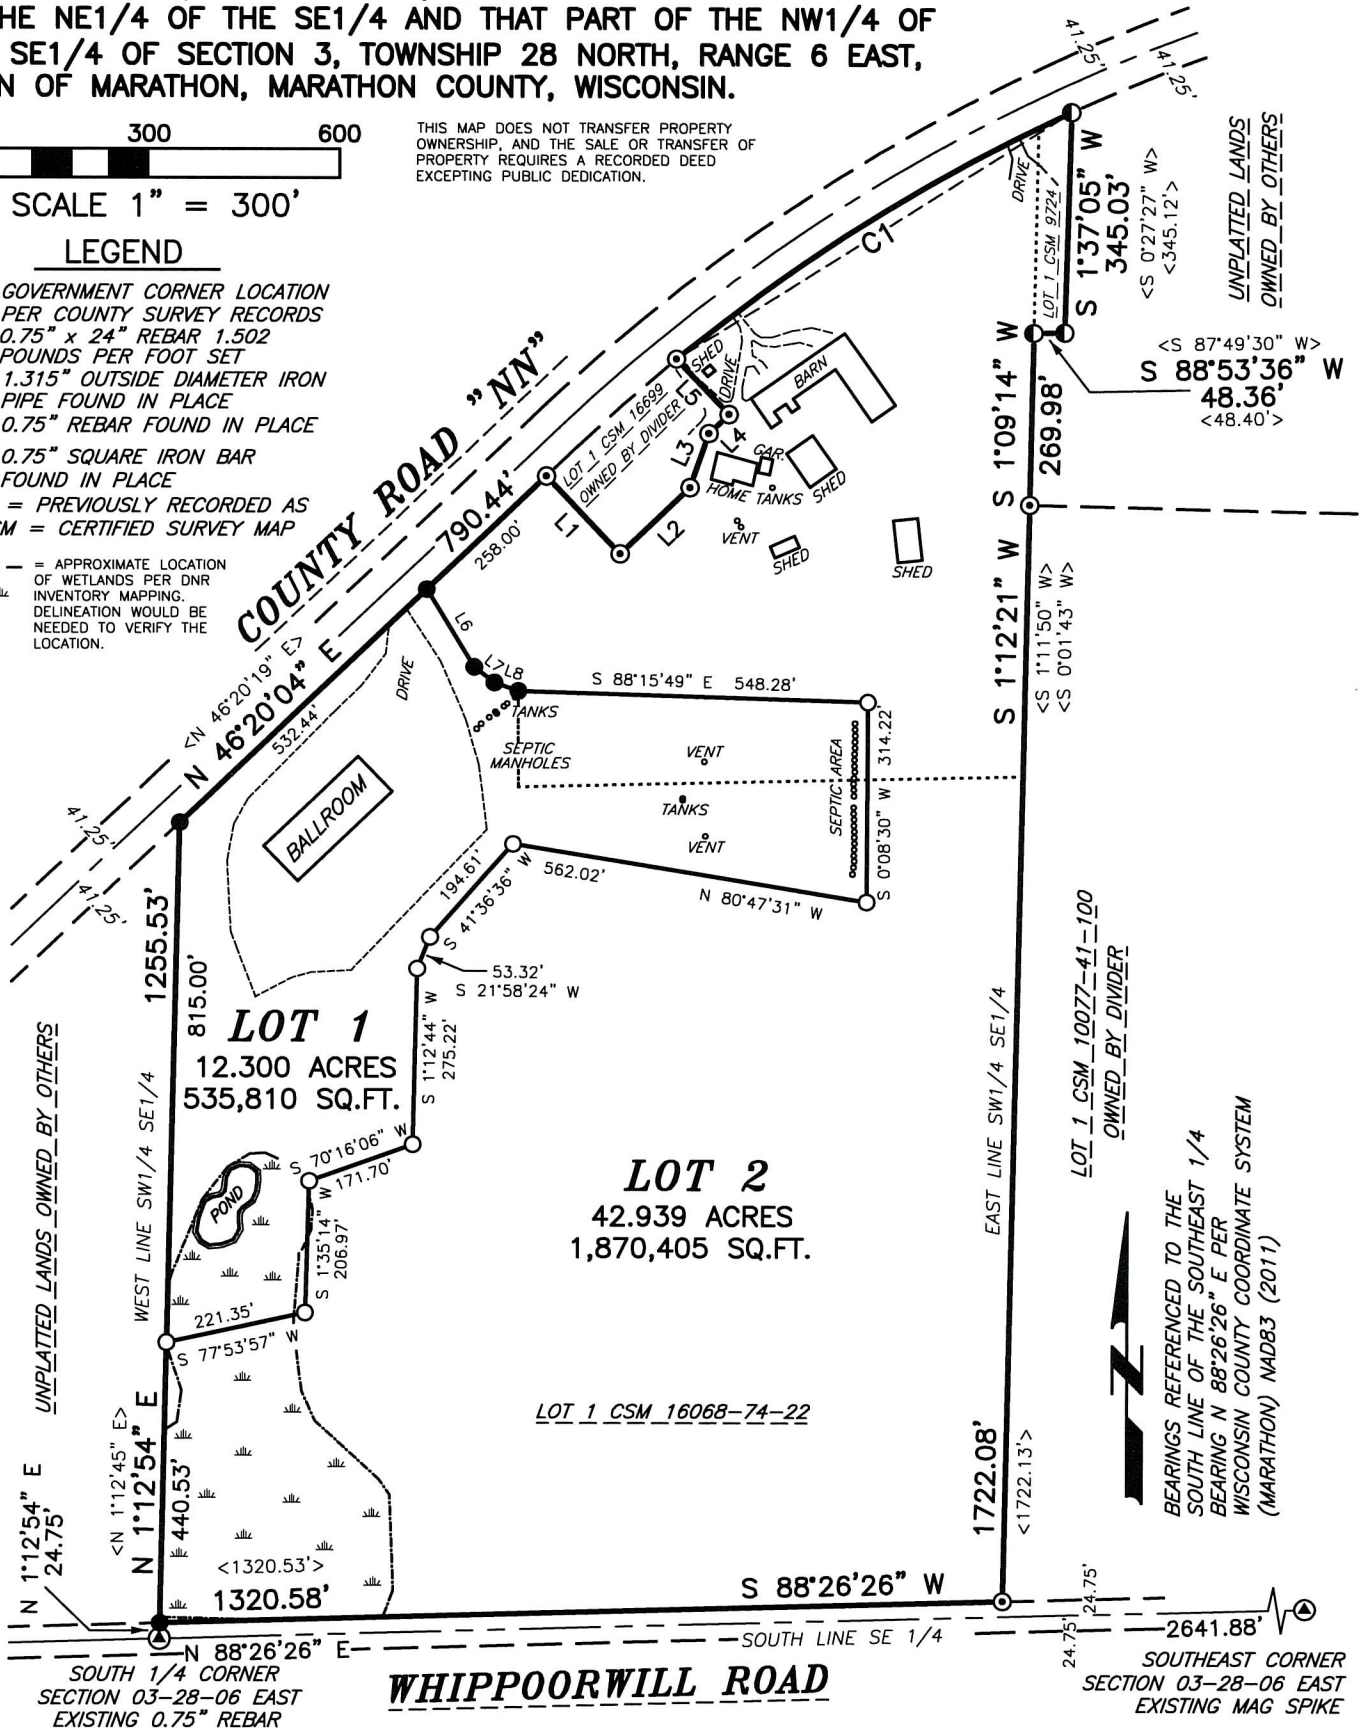 HE NE1/4 OF THE SE1/4 AND THAT PART OF THE NW1/4 OF
SE1/4 OF SECTION 3, TOWNSHIP 28 NORTH, RANGE 6 EAST,
N OF MARATHON, MARATHON COUNTY, WISCONSIN.
300 600
SCALE 1" = 300'
THIS MAP DOES NOT TRANSFER PROPERTY
OWNERSHIP, AND THE SALE OR TRANSFER OF
PROPERTY REQUIRES A RECORDED DEED
EXCEPTING PUBLIC DEDICATION.
LEGEND
GOVERNMENT CORNER LOCATION
PER COUNTY SURVEY RECORDS
0.75" x 24" REBAR 1.502
POUNDS PER FOOT SET
1.315" OUTSIDE DIAMETER IRON
PIPE FOUND IN PLACE
0.75" REBAR FOUND IN PLACE
0.75" SQUARE IRON BAR
FOUND IN PLACE
= PREVIOUSLY RECORDED AS
M = CERTIFIED SURVEY MAP
= APPROXIMATE LOCATION
OF WETLANDS PER DNR
INVENTORY MAPPING.
DELINEATION WOULD BE
NEEDED TO VERIFY THE
LOCATION.
41.25'
41.25'
UNPLATTED LANDS
OWNED BY OTHERS
DRIVE
LOT 1 CSM 9724
S 1°37'05" W
345.03'
<S 0°27'27" W>
<345.12'>
C1
<S 87°49'30" W>
S 88°53'36" W
48.36'
<48.40'>
S 1°09'14" W
269.98'
COUNTY ROAD "NN"
SHED
DRIVE
BARN
L5
LOT 1 CSM 16699
OWNED BY DIVIDER
L4
L3
GAR.
HOME
TANKS
SHED
L1
L2
VENT
SHED
SHED
790.44'
258.00'
L6
L7
L8
S 88°15'49" E 548.28'
S 1°12'21" W
<S 1°11'50" W>
<S 0°01'43" W>
<N 46°20'19" E>
N 46°20'04" E
532.44'
DRIVE
TANKS
SEPTIC
MANHOLES
VENT
TANKS
VENT
SEPTIC AREA
314.22'
S 0°08'30" W
BALLROOM
41.25'
41.25'
194.61'
S 41°36'36" W
562.02'
N 80°47'31" W
53.32'
S 21°58'24" W
1255.53'
815.00'
LOT 1
12.300 ACRES
535,810 SQ.FT.
S 1°12'44" W
275.22'
UNPLATTED LANDS OWNED BY OTHERS
WEST LINE SW1/4 SE1/4
EAST LINE SW1/4 SE1/4
LOT 1 CSM 10077-41-100
OWNED BY DIVIDER
S 70°16'06" W
171.70'
POND
S 1°35'14" W
206.97'
LOT 2
42.939 ACRES
1,870,405 SQ.FT.
221.35'
S 77°53'57" W
LOT 1 CSM 16068-74-22
N
BEARINGS REFERENCED TO THE
SOUTH LINE OF THE SOUTHEAST 1/4
BEARING N 88°26'26" E PER
WISCONSIN COUNTY COORDINATE SYSTEM
(MARATHON) NAD83 (2011)
<N 1°12'45" E>
N 1°12'54" E
440.53'
N 1°12'54" E
24.75'
1722.08'
<1722.13'>
<1320.53'>
1320.58'
S 88°26'26" W
24.75'
24.75'
N 88°26'26" E
SOUTH LINE SE 1/4
2641.88'
SOUTH 1/4 CORNER
SECTION 03-28-06 EAST
EXISTING 0.75" REBAR
WHIPPOORWILL ROAD
SOUTHEAST CORNER
SECTION 03-28-06 EAST
EXISTING MAG SPIKE